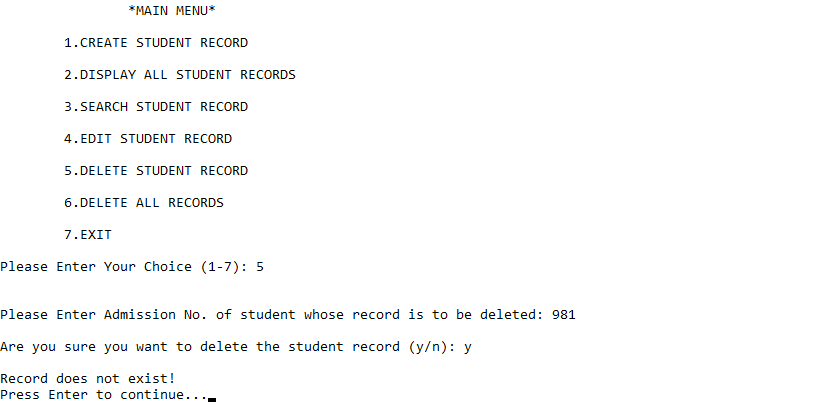 *MAIN MENU*
1.CREATE STUDENT RECORD
2.DISPLAY ALL STUDENT RECORDS
3.SEARCH STUDENT RECORD
4.EDIT STUDENT RECORD
5.DELETE STUDENT RECORD
6.DELETE ALL RECORDS
7.EXIT
Please Enter Your Choice (1-7): 5
Please Enter Admission No. of student whose record is to be deleted: 981
Are you sure you want to delete the student record (y/n): y
Record does not exist!
Press Enter to continue...